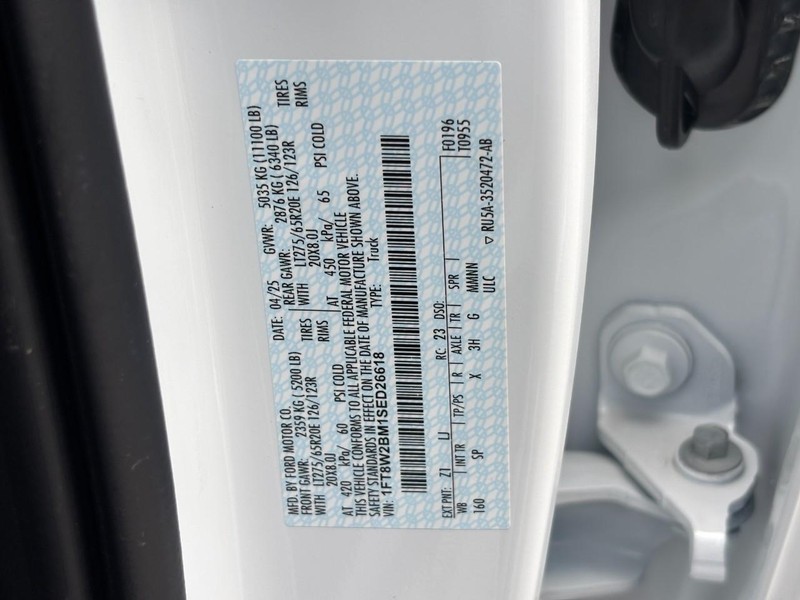 MFD. BY FORD MOTOR CO. DATE: 04/25 GVWR: 5035 KG (11100 LB)
FRONT GAWR: 2359 KG ( 5200 LB) REAR GAWR: 2876 KG ( 6340 LB)
WITH LT275/65R20E 126/123R TIRES WITH LT275/65R20E 126/123R TIRES
20X8.0J RIMS 20X8.0J RIMS
AT 420 kPa/ 60 PSI COLD AT 450 kPa/ 65 PSI COLD
THIS VEHICLE CONFORMS TO ALL APPLICABLE FEDERAL MOTOR VEHICLE
SAFETY STANDARDS IN EFFECT ON THE DATE OF MANUFACTURE SHOWN ABOVE.
VIN: 1FT8W2BM1SED26618 TYPE: Truck
F0196
T0955
EXT PNT: Z1 LJ RC: 23 DSO:
WB INT TR TP/PS R AXLE TR SPR
160 SP X 3H G MMMNN
ULC ▽ RU5A-3520472-AB